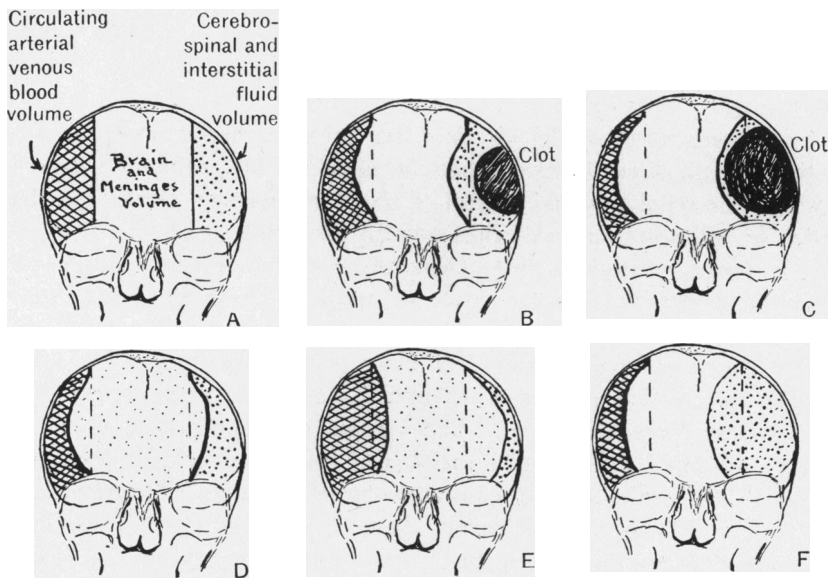 Circulating
arterial
venous
blood
volume
Cerebro-
spinal and
interstitial
fluid
volume
Brain
and
Meninges
Volume
A
Clot
B
Clot
C
D
E
F